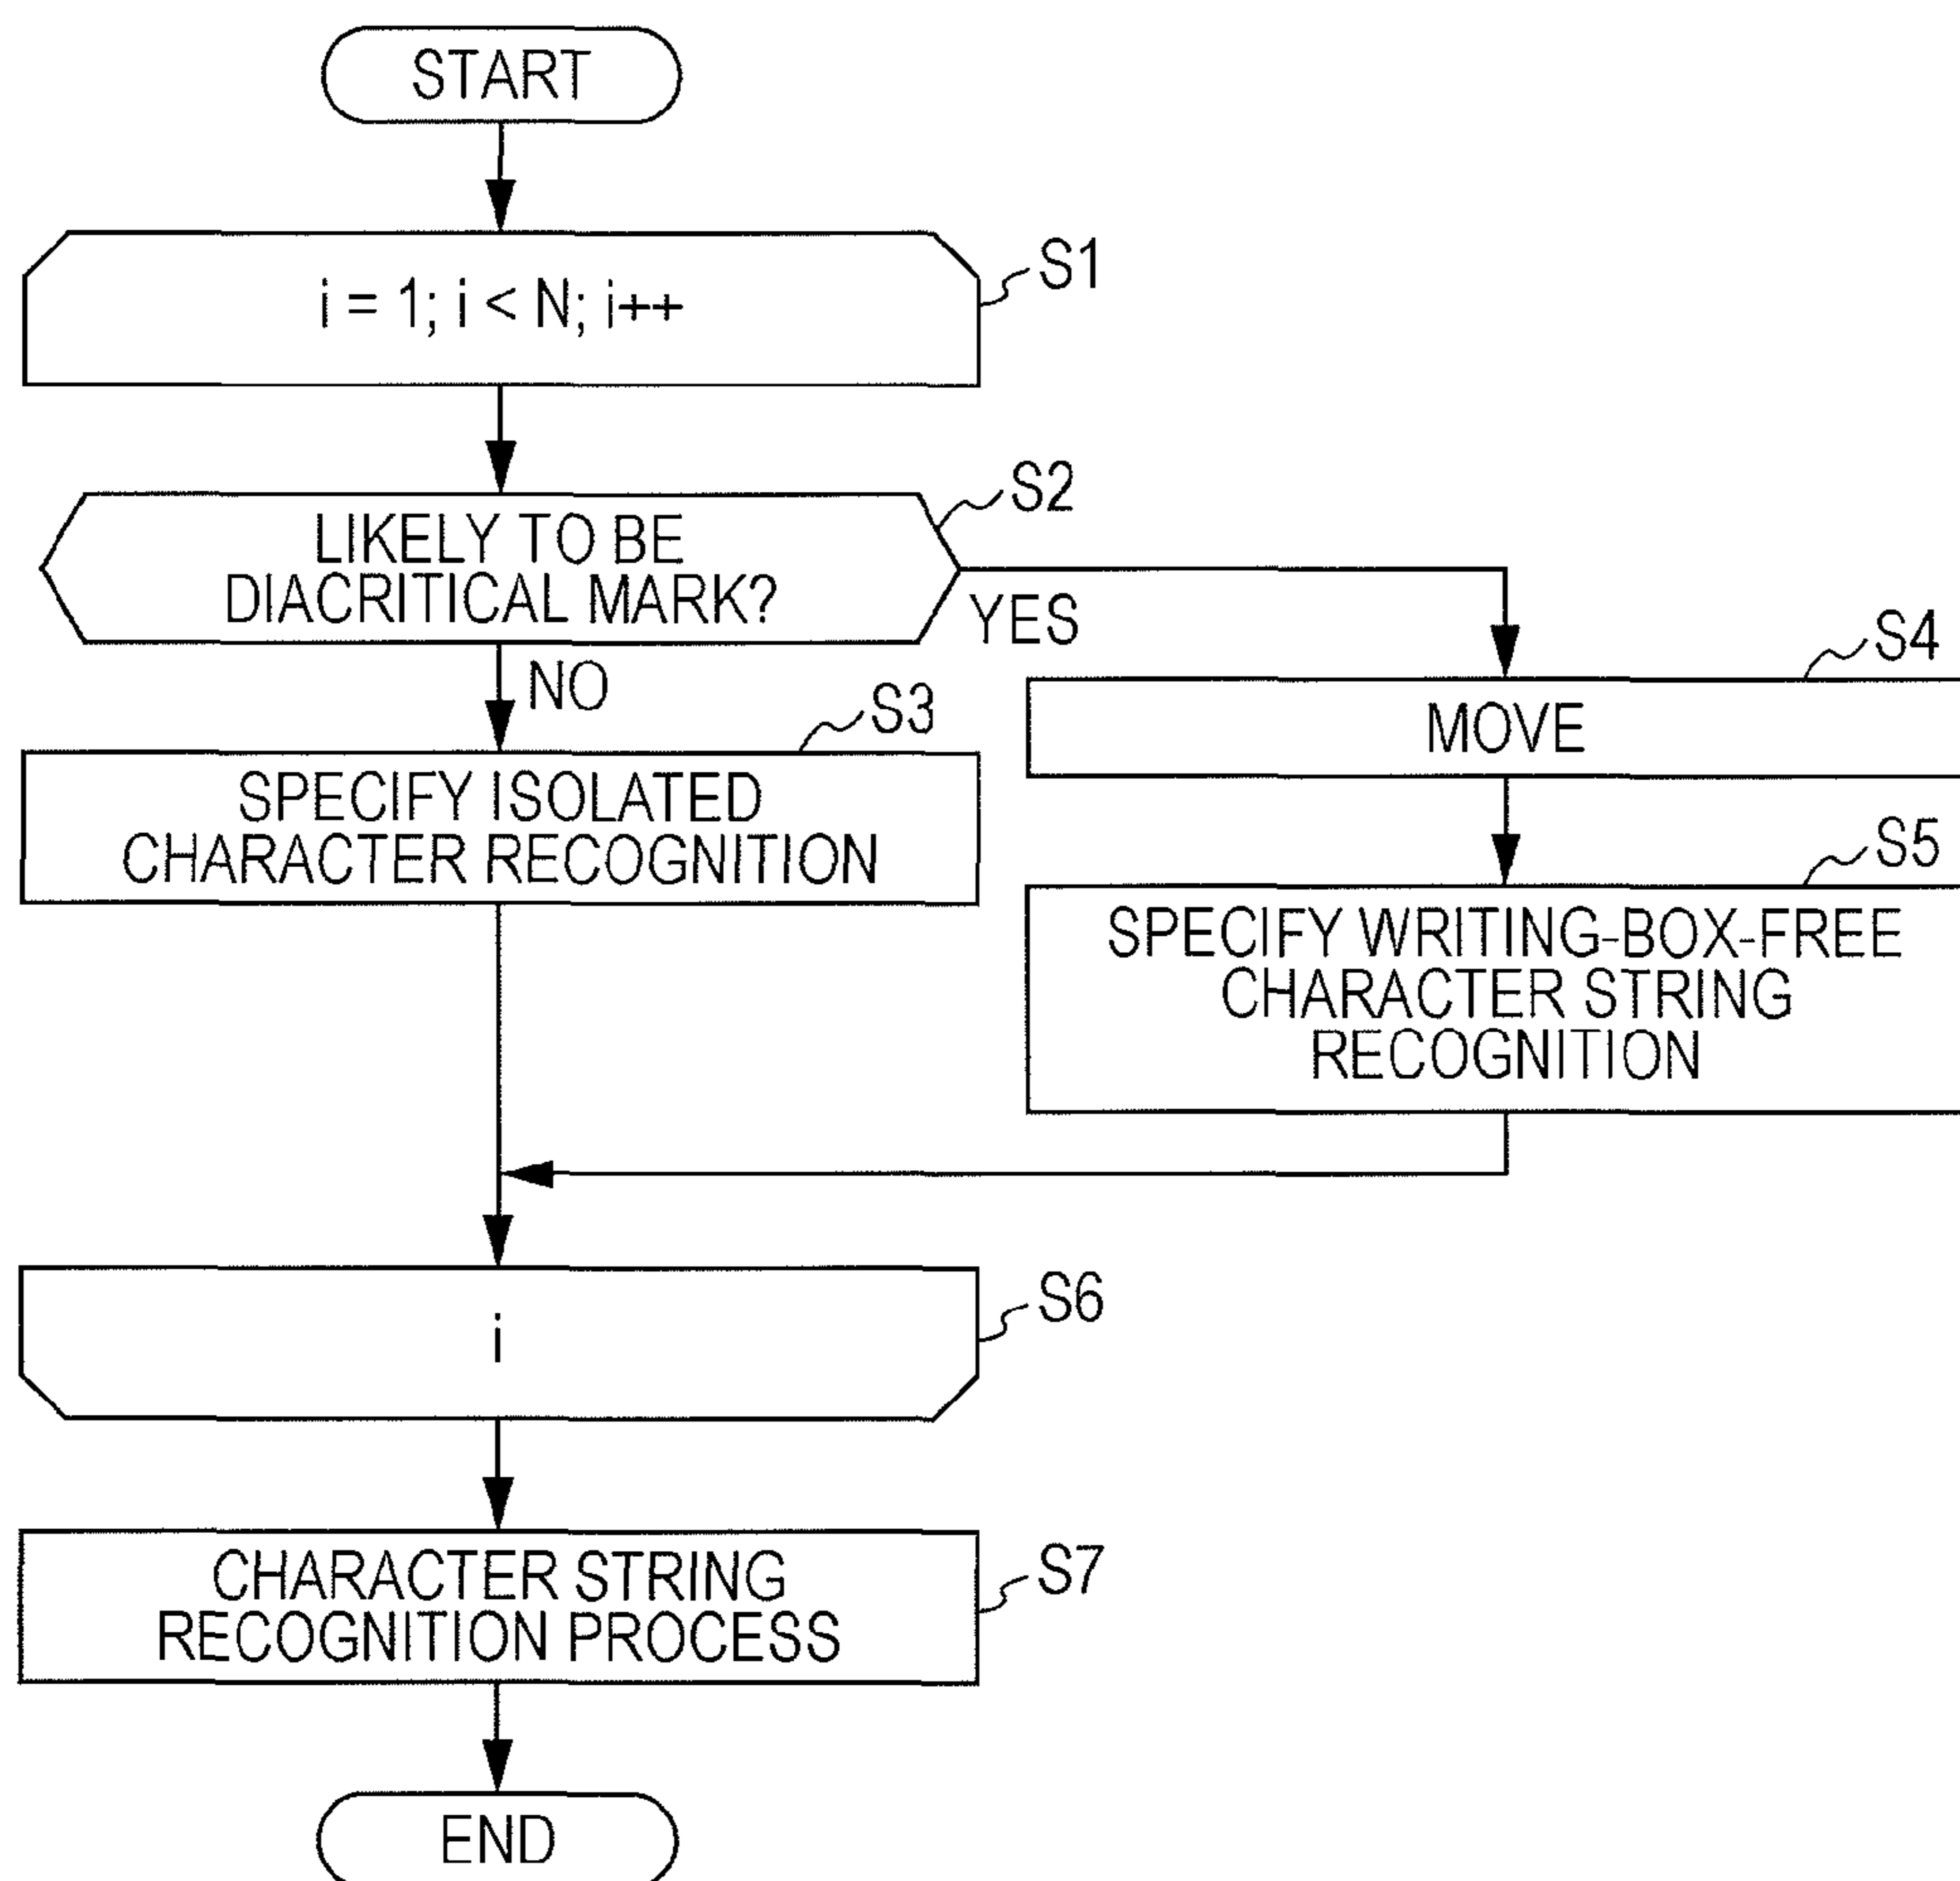 START
i = 1; i < N; i++
S1
LIKELY TO BE
DIACRITICAL MARK?
S2
YES
NO
SPECIFY ISOLATED
CHARACTER RECOGNITION
S3
MOVE
S4
SPECIFY WRITING-BOX-FREE
CHARACTER STRING
RECOGNITION
S5
i
S6
CHARACTER STRING
RECOGNITION PROCESS
S7
END